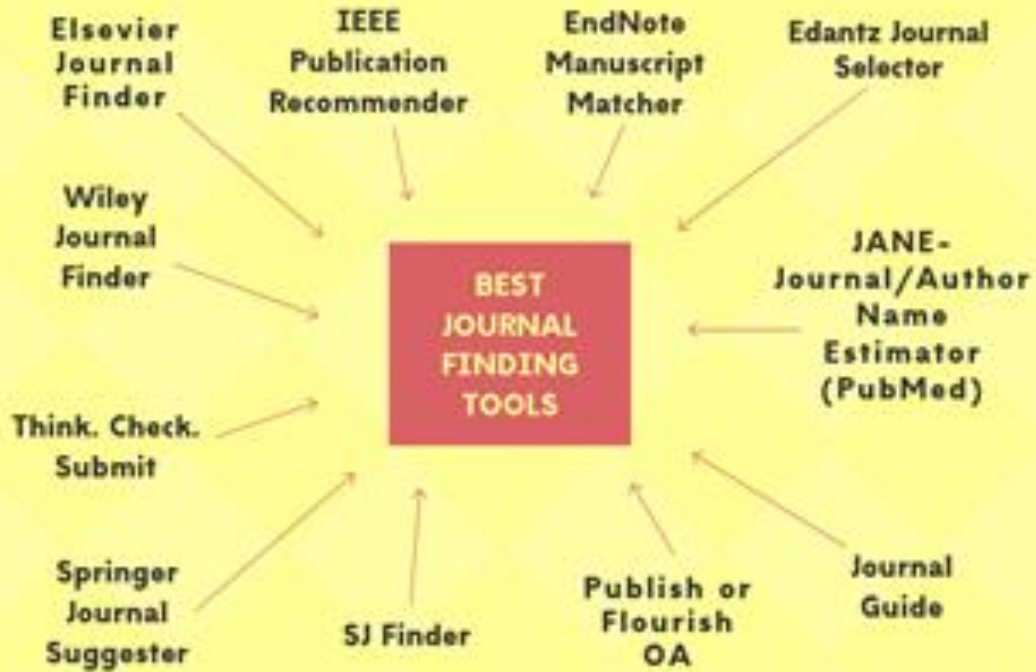 Elsevier
Journal
Finder
IEEE
Publication
Recommender
EndNote
Manuscript
Matcher
Edantz Journal
Selector
Wiley
Journal
Finder
BEST
JOURNAL
FINDING
TOOLS
JANE-
Journal/Author
Name
Estimator
(PubMed)
Think. Check.
Submit
Springer
Journal
Suggester
SJ Finder
Publish or
Flourish
OA
Journal
Guide